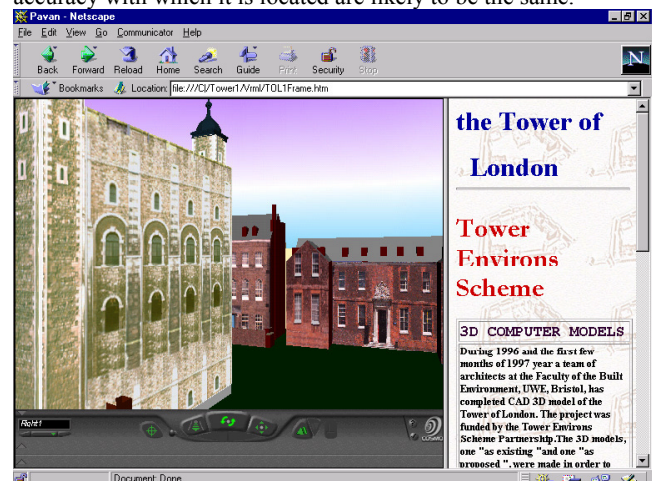 accuracy with which it is located are likely to be the same.
Pavan - Netscape
File Edit View Go Communicator Help
Back Forward Reload Home Search Guide Print Security Stop
N
Bookmarks Location: file:///C|/Tower1/Vrml/TOL1Frame.htm
the Tower of
London
Tower
Environs
Scheme
3D COMPUTER MODELS
During 1996 and the first few
months of 1997 year a team of
architects at the Faculty of the Built
Environment, UWE, Bristol, has
completed CAD 3D model of the
Tower of London. The project was
funded by the Tower Environs
Scheme Partnership.The 3D models,
one "as existing "and one "as
proposed ", were made in order to
Right1
COSMO
Document: Done